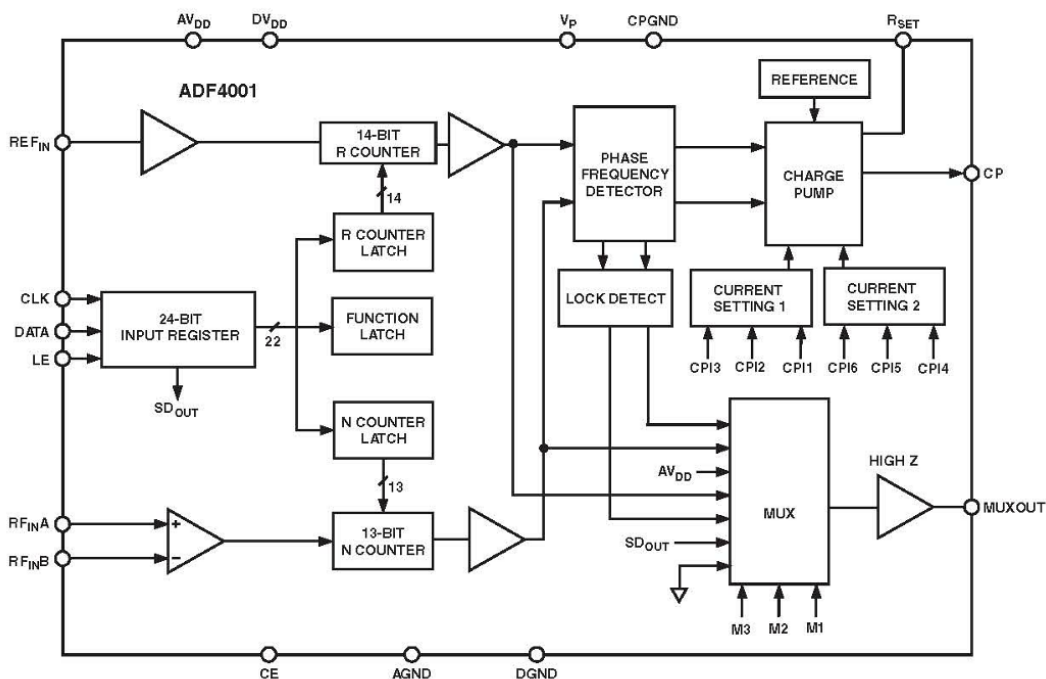 AVDD
DVDD
VP
CPGND
RSET
ADF4001
REFERENCE
REFIN
14-BIT
R COUNTER
PHASE
FREQUENCY
DETECTOR
CHARGE
PUMP
CP
14
R COUNTER
LATCH
CLK
DATA
LE
24-BIT
INPUT REGISTER
22
FUNCTION
LATCH
LOCK DETECT
CURRENT
SETTING 1
CURRENT
SETTING 2
CPI3
CPI2
CPI1
CPI6
CPI5
CPI4
SDOUT
N COUNTER
LATCH
13
AVDD
MUX
HIGH Z
MUXOUT
RFINA
RFINB
+
–
13-BIT
N COUNTER
SDOUT
M3
M2
M1
CE
AGND
DGND